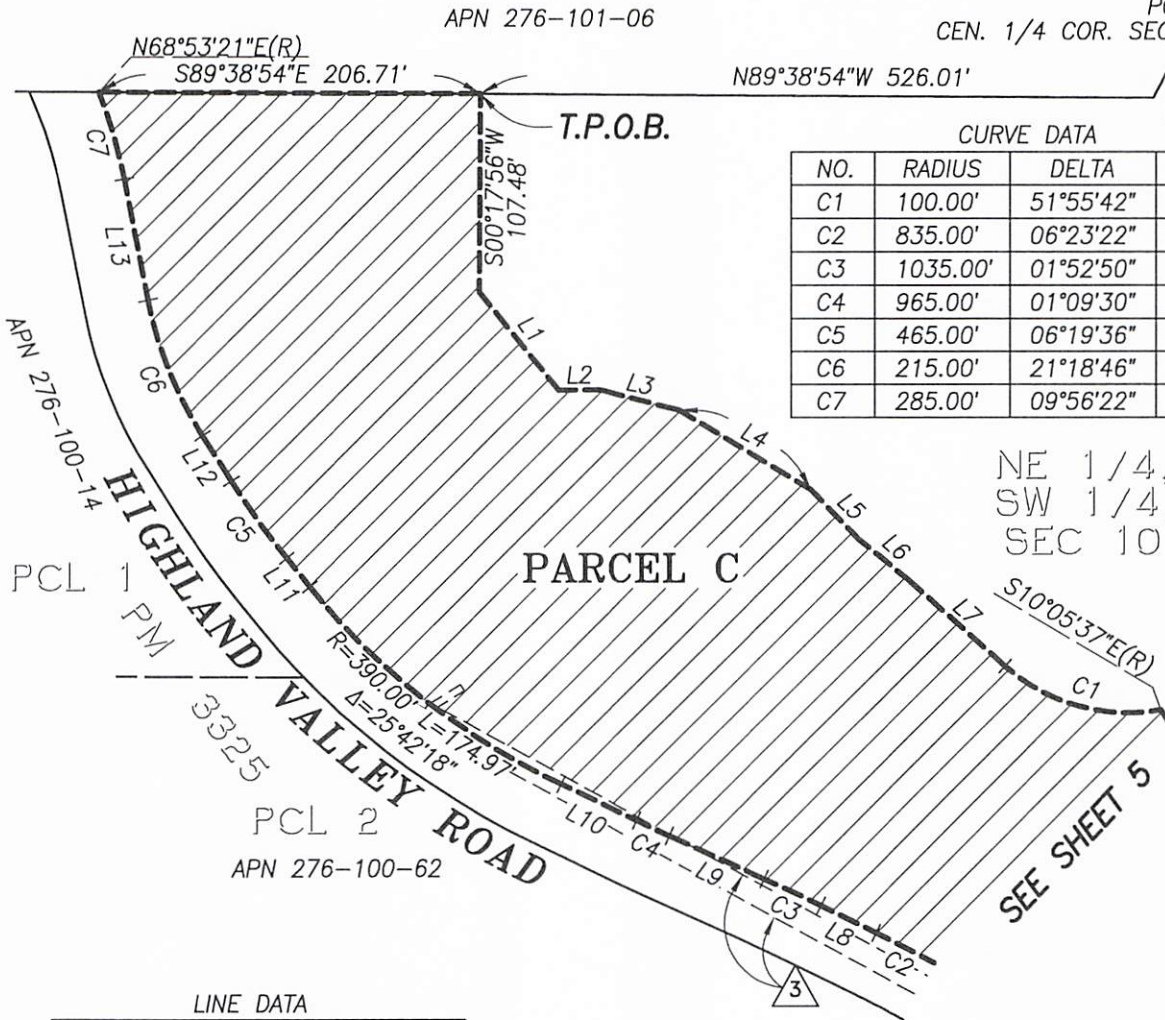 APN 276-101-06
CEN. 1/4 COR. SEC
N68°53'21"E(R)
S89°38'54"E 206.71'
N89°38'54"W 526.01'
T.P.O.B.
S00°17'56"W
107.48'
CURVE DATA
NO. RADIUS DELTA
C1 100.00' 51°55'42"
C2 835.00' 06°23'22"
C3 1035.00' 01°52'50"
C4 965.00' 01°09'30"
C5 465.00' 06°19'36"
C6 215.00' 21°18'46"
C7 285.00' 09°56'22"
C7
L13
C6
L12
C5
L11
L1
L2
L3
L4
L5
L6
L7
C1
S10°05'37"E(R)
NE 1/4,
SW 1/4
SEC 10
PARCEL C
APN 276-100-14
HIGHLAND VALLEY ROAD
PCL 1
PM
3325
PCL 2
APN 276-100-62
R=390.00'
L=174.97'
Δ=25°42'18"
L10
C4
L9
C3
L8
C2
3
SEE SHEET 5
LINE DATA